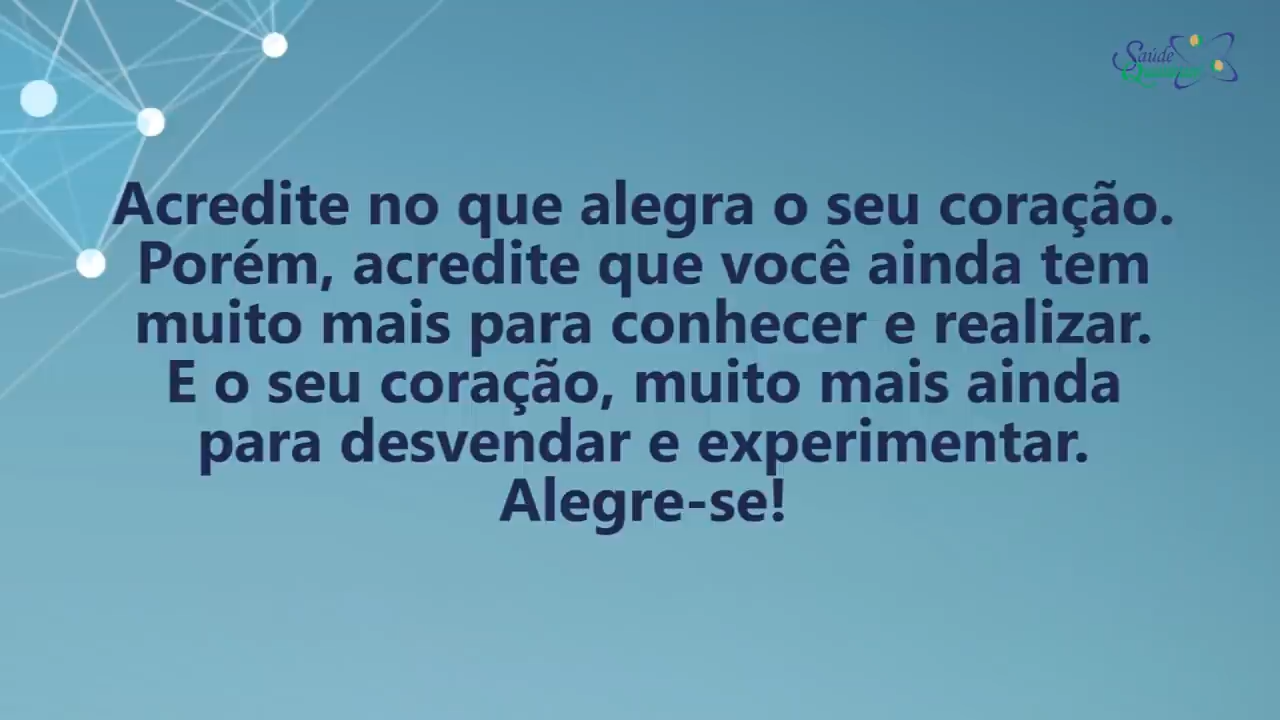 Saúde
Acredite no que alegra o seu coração.
Porém, acredite que você ainda tem
muito mais para conhecer e realizar.
E o seu coração, muito mais ainda
para desvendar e experimentar.
Alegre-se!